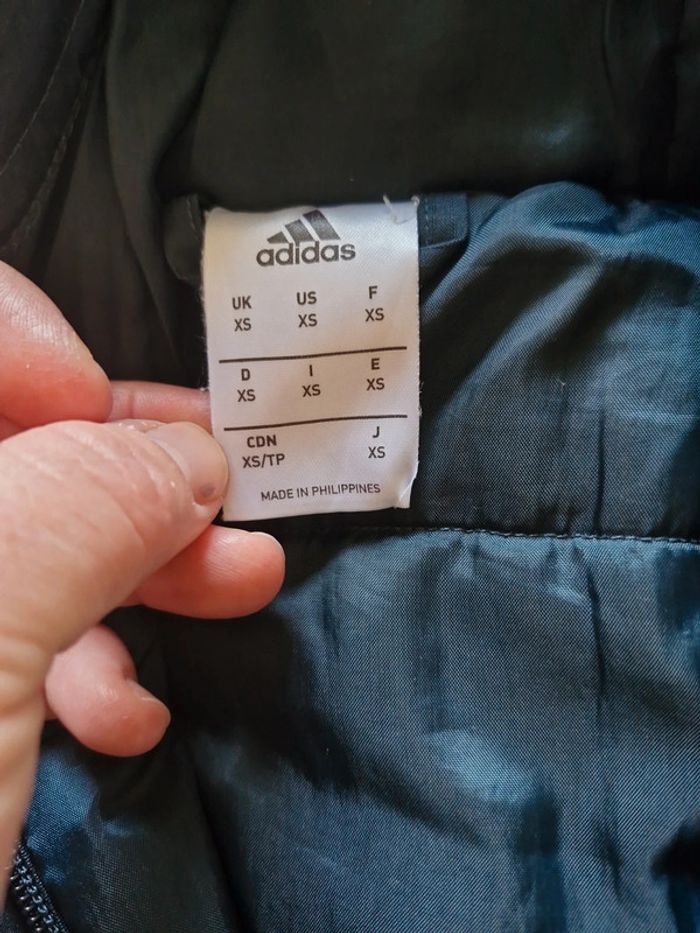 adidas
UK US F
XS XS XS
D I E
XS XS XS
CDN J
XS/TP XS
MADE IN PHILIPPINES